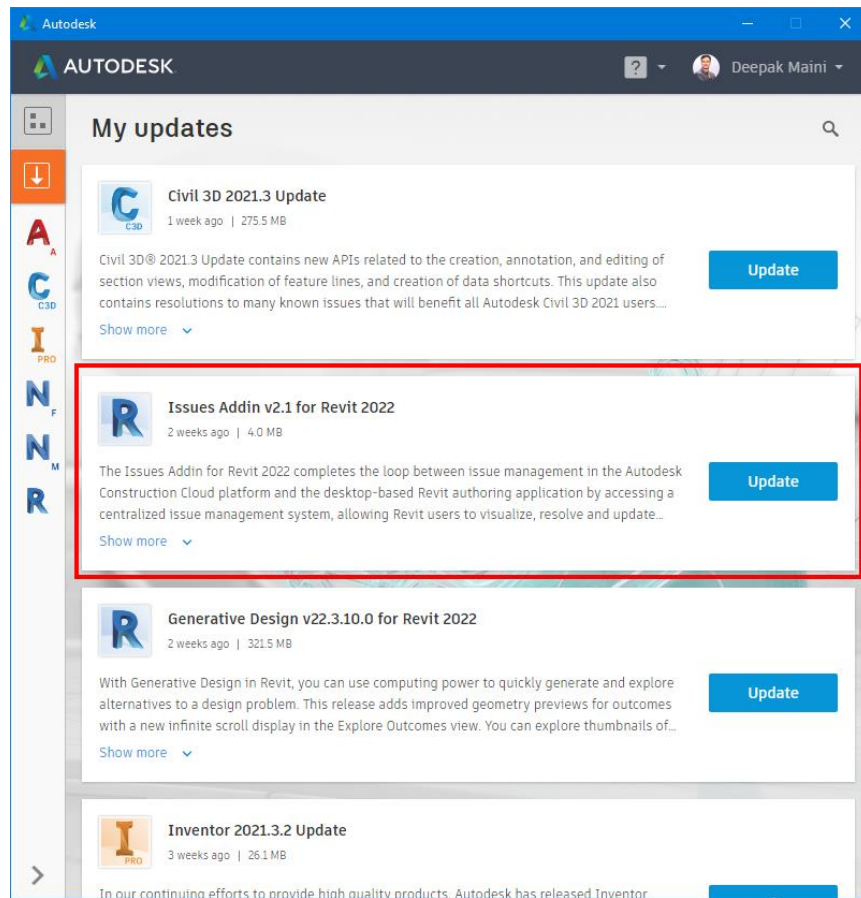 Autodesk
AUTODESK
? Deepak Maini
My updates
Civil 3D 2021.3 Update
1 week ago | 275.5 MB
Civil 3D® 2021.3 Update contains new APIs related to the creation, annotation, and editing of
section views, modification of feature lines, and creation of data shortcuts. This update also
contains resolutions to many known issues that will benefit all Autodesk Civil 3D 2021 users....
Update
Show more
Issues Addin v2.1 for Revit 2022
2 weeks ago | 4.0 MB
The Issues Addin for Revit 2022 completes the loop between issue management in the Autodesk
Construction Cloud platform and the desktop-based Revit authoring application by accessing a
centralized issue management system, allowing Revit users to visualize, resolve and update...
Update
Show more
Generative Design v22.3.10.0 for Revit 2022
2 weeks ago | 321.5 MB
With Generative Design in Revit, you can use computing power to quickly generate and explore
alternatives to a design problem. This release adds improved geometry previews for outcomes
with a new infinite scroll display in the Explore Outcomes view. You can explore thumbnails of...
Update
Show more
Inventor 2021.3.2 Update
3 weeks ago | 26.1 MB
In our continuing efforts to provide high quality products, Autodesk has released Inventor
A
A
C
C3D
I
PRO
N
F
N
M
R
C
C3D
R
R
I
PRO